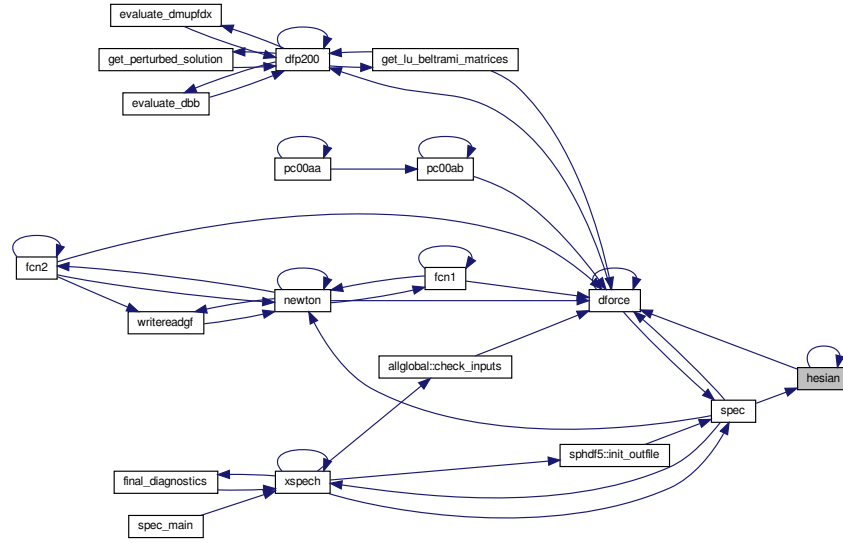 evaluate_dmupfdx
get_perturbed_solution
dfp200
get_lu_beltrami_matrices
evaluate_dbb
pc00aa
pc00ab
fcn2
fcn1
newton
dforce
writereadgf
allglobal::check_inputs
hesian
spec
sphdf5::init_outfile
final_diagnostics
xspech
spec_main